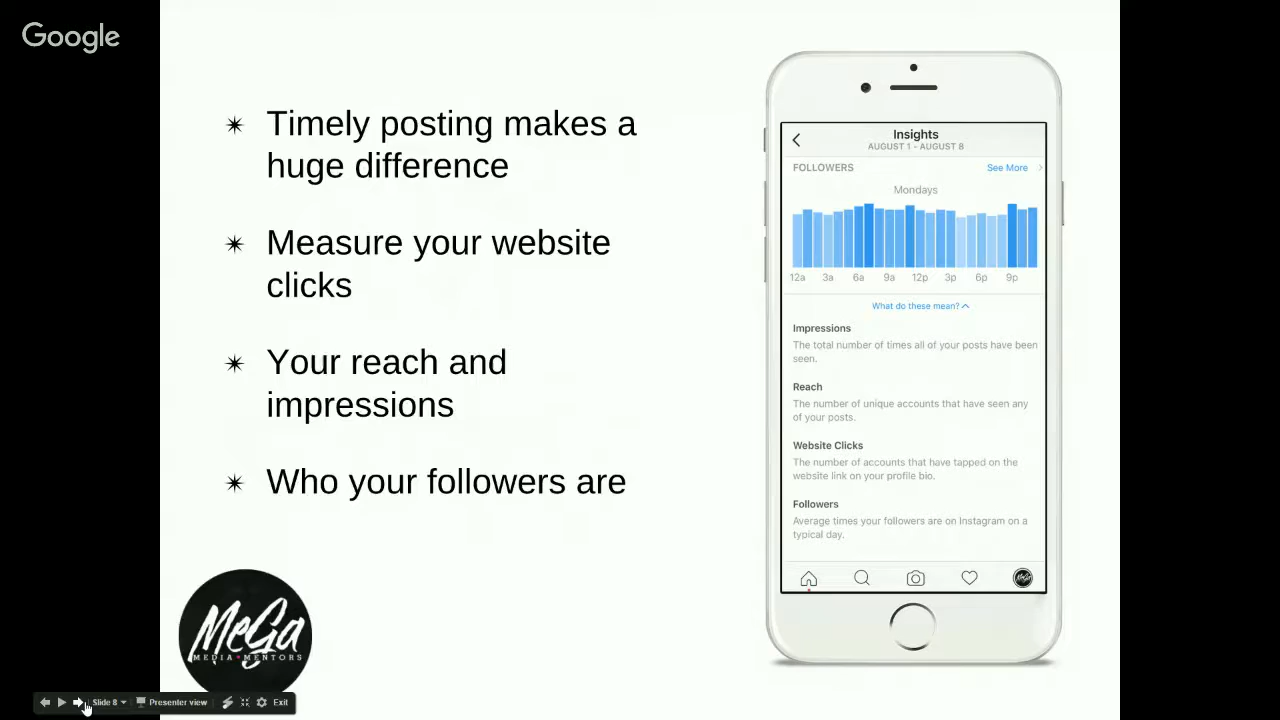 Google
Timely posting makes a
huge difference
Measure your website
clicks
Your reach and
impressions
Who your followers are
MeGa
MEDIA•MENTORS
Insights
AUGUST 1 - AUGUST 8
FOLLOWERS
See More
Mondays
12a 3a 6a 9a 12p 3p 6p 9p
What do these mean?
Impressions
The total number of times all of your posts have been
seen.
Reach
The number of unique accounts that have seen any
of your posts.
Website Clicks
The number of accounts that have tapped on the
website link on your profile bio.
Followers
Average times your followers are on Instagram on a
typical day.
MeGa
Slide 8 Presenter view Exit